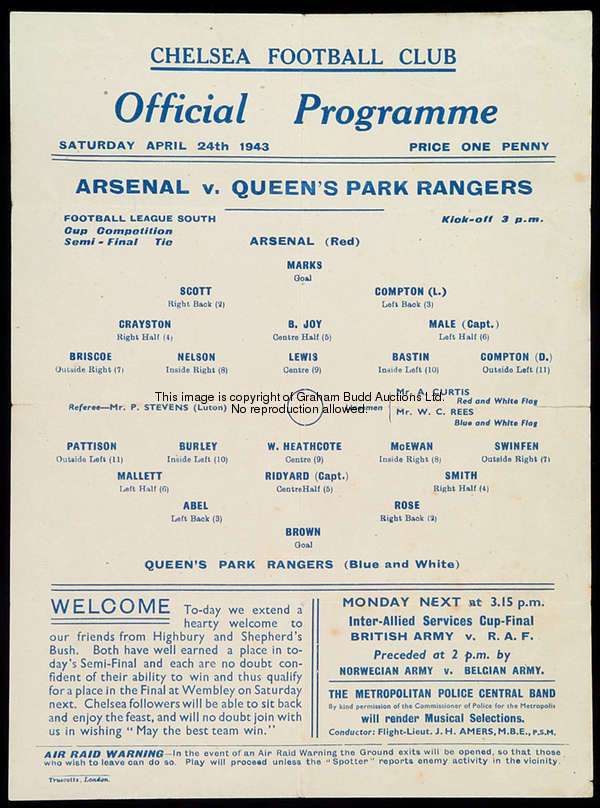 CHELSEA FOOTBALL CLUB
Official Programme
SATURDAY APRIL 24th 1943 PRICE ONE PENNY
ARSENAL v. QUEEN'S PARK RANGERS
FOOTBALL LEAGUE SOUTH Kick-off 3 p.m.
Cup Competition
Semi-Final Tie ARSENAL (Red)
MARKS
Goal
SCOTT COMPTON (L.)
Right Back (2) Left Back (3)
CRAYSTON B. JOY MALE (Capt.)
Right Half (4) Centre Half (5) Left Half (6)
BRISCOE NELSON LEWIS BASTIN COMPTON (D.)
Outside Right (7) Inside Right (8) Centre (9) Inside Left (10) Outside Left (11)
This image is copyright of Graham Budd Auctions Ltd.
No reproduction allowed.
Referee—Mr. P. STEVENS (Luton) Linesmen
Mr. A. CURTIS
Red and White Flag
Mr. W. C. REES
Blue and White Flag
PATTISON BURLEY W. HEATHCOTE McEWAN SWINFEN
Outside Left (11) Inside Left (10) Centre (9) Inside Right (8) Outside Right (7)
MALLETT RIDYARD (Capt.) SMITH
Left Half (6) CentreHalf (5) Right Half (4)
ABEL ROSE
Left Back (3) Right Back (2)
BROWN
Goal
QUEEN'S PARK RANGERS (Blue and White)
WELCOME To-day we extend a
hearty welcome to
our friends from Highbury and Shepherd's
Bush. Both have well earned a place in to-
day's Semi-Final and each are no doubt con-
fident of their ability to win and thus qualify
for a place in the Final at Wembley on Saturday
next. Chelsea followers will be able to sit back
and enjoy the feast, and will no doubt join with
us in wishing "May the best team win."
MONDAY NEXT at 3.15 p.m.
Inter-Allied Services Cup-Final
BRITISH ARMY v. R. A. F.
Preceded at 2 p.m. by
NORWEGIAN ARMY v. BELGIAN ARMY.
THE METROPOLITAN POLICE CENTRAL BAND
By kind permission of the Commissioner of Police for the Metropolis
will render Musical Selections.
Conductor: Flight-Lieut. J. H. AMERS, M.B.E., P.S.M.
AIR RAID WARNING—In the event of an Air Raid Warning the Ground exits will be opened, so that those
who wish to leave can do so. Play will proceed unless the "Spotter" reports enemy activity in the vicinity.
Truscotts, London.